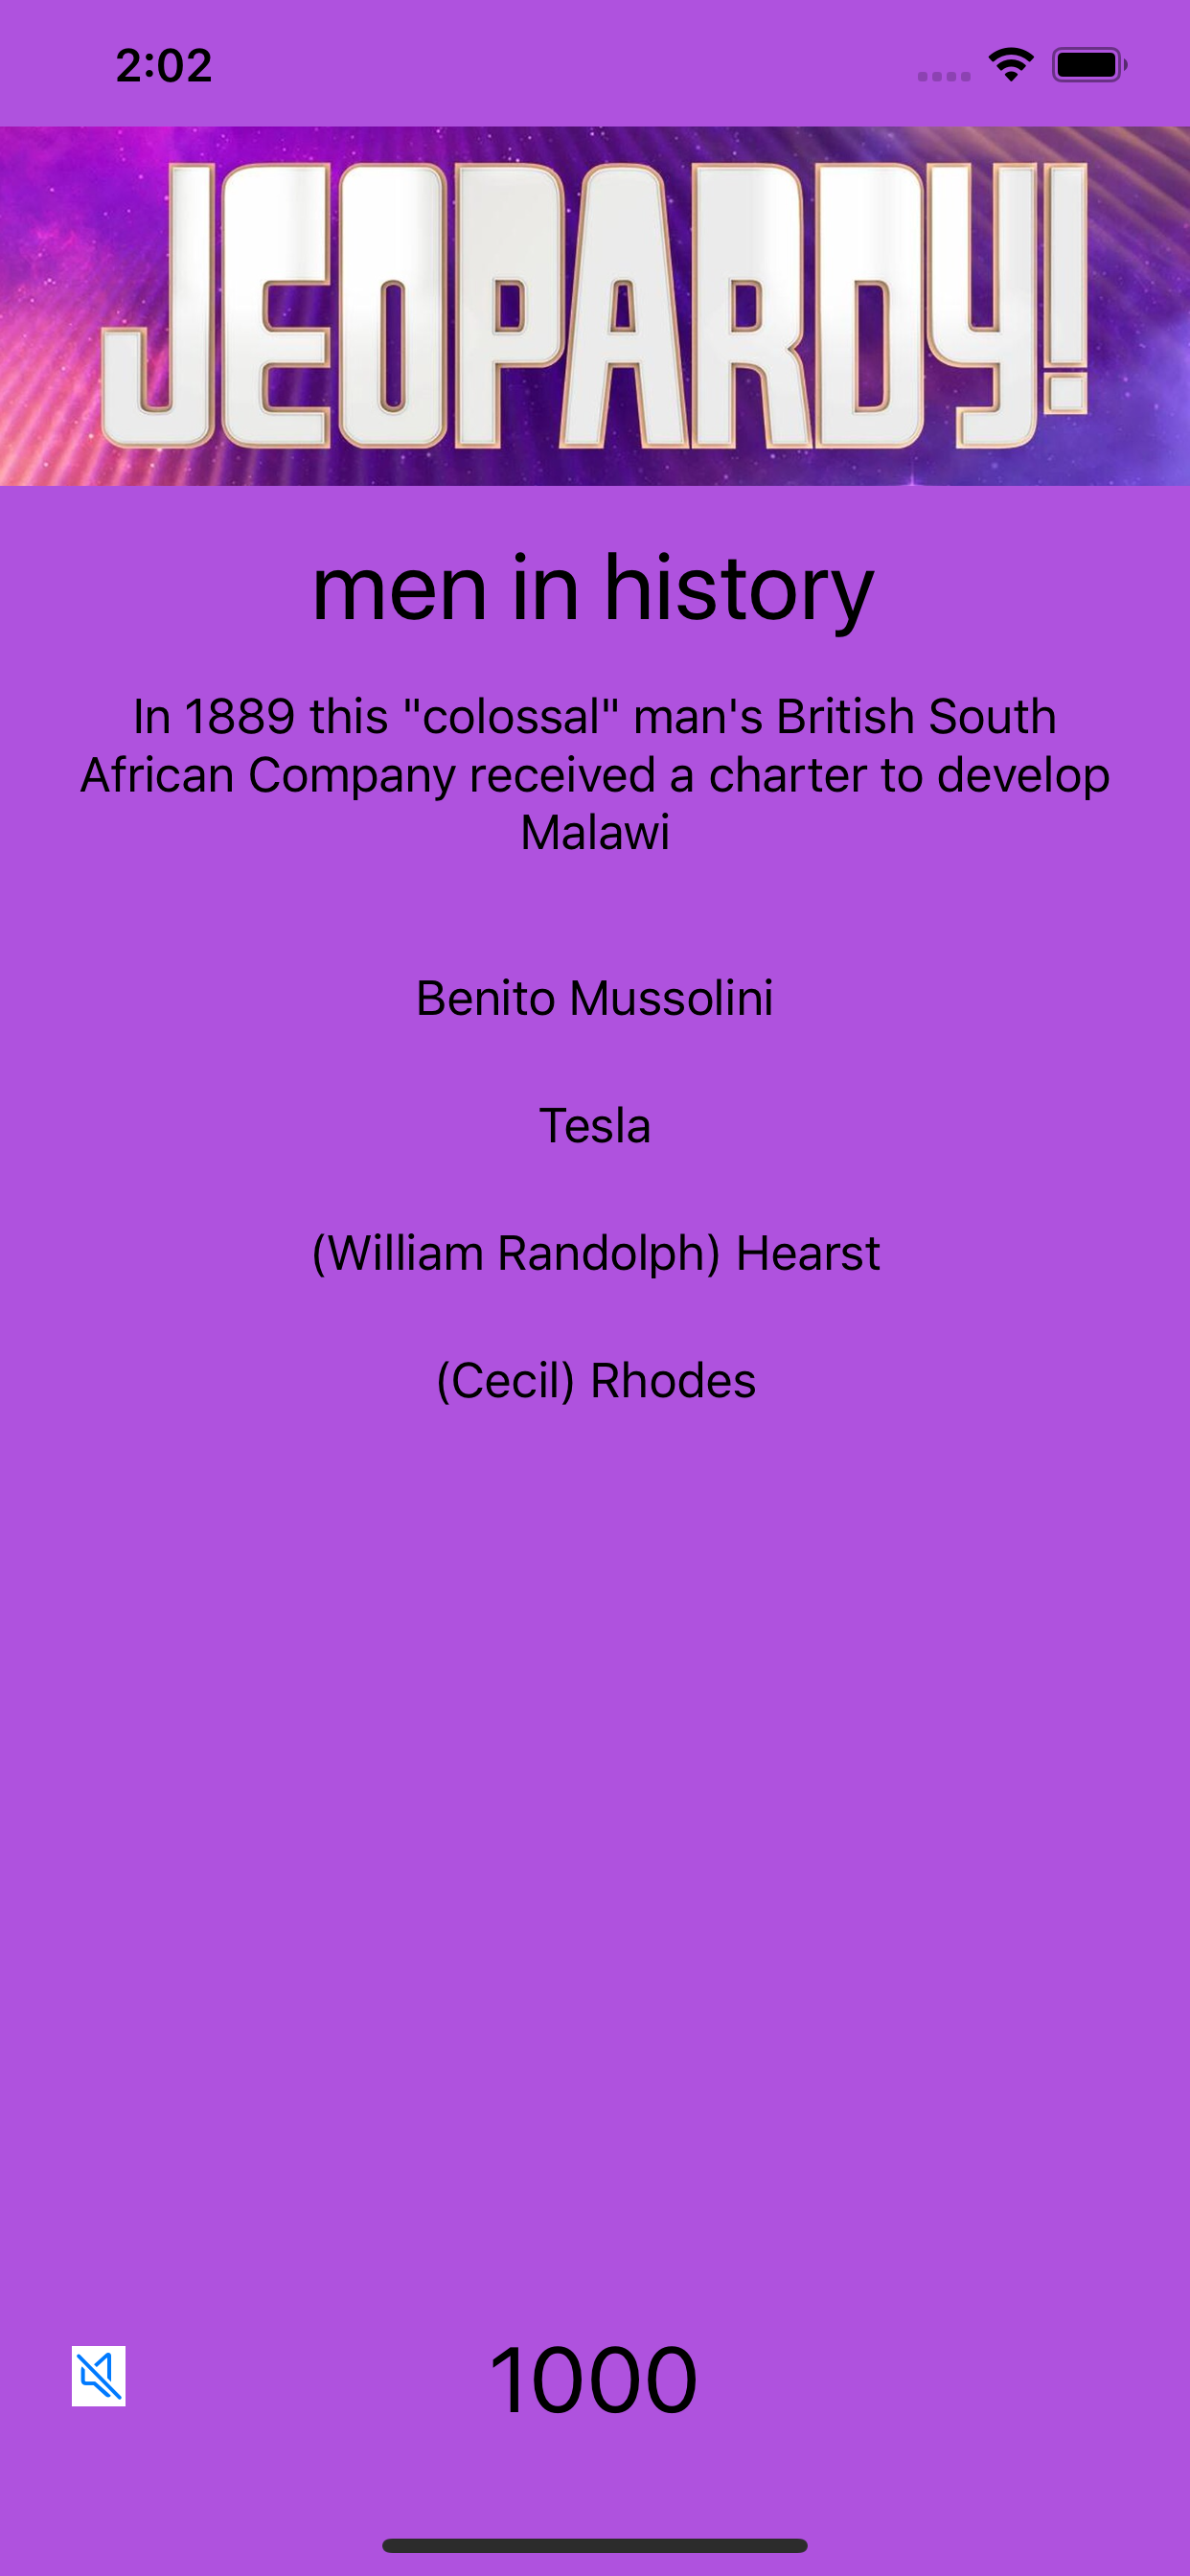 2:02
JEOPARDY!
men in history
In 1889 this "colossal" man's British South
African Company received a charter to develop
Malawi
Benito Mussolini
Tesla
(William Randolph) Hearst
(Cecil) Rhodes
1000